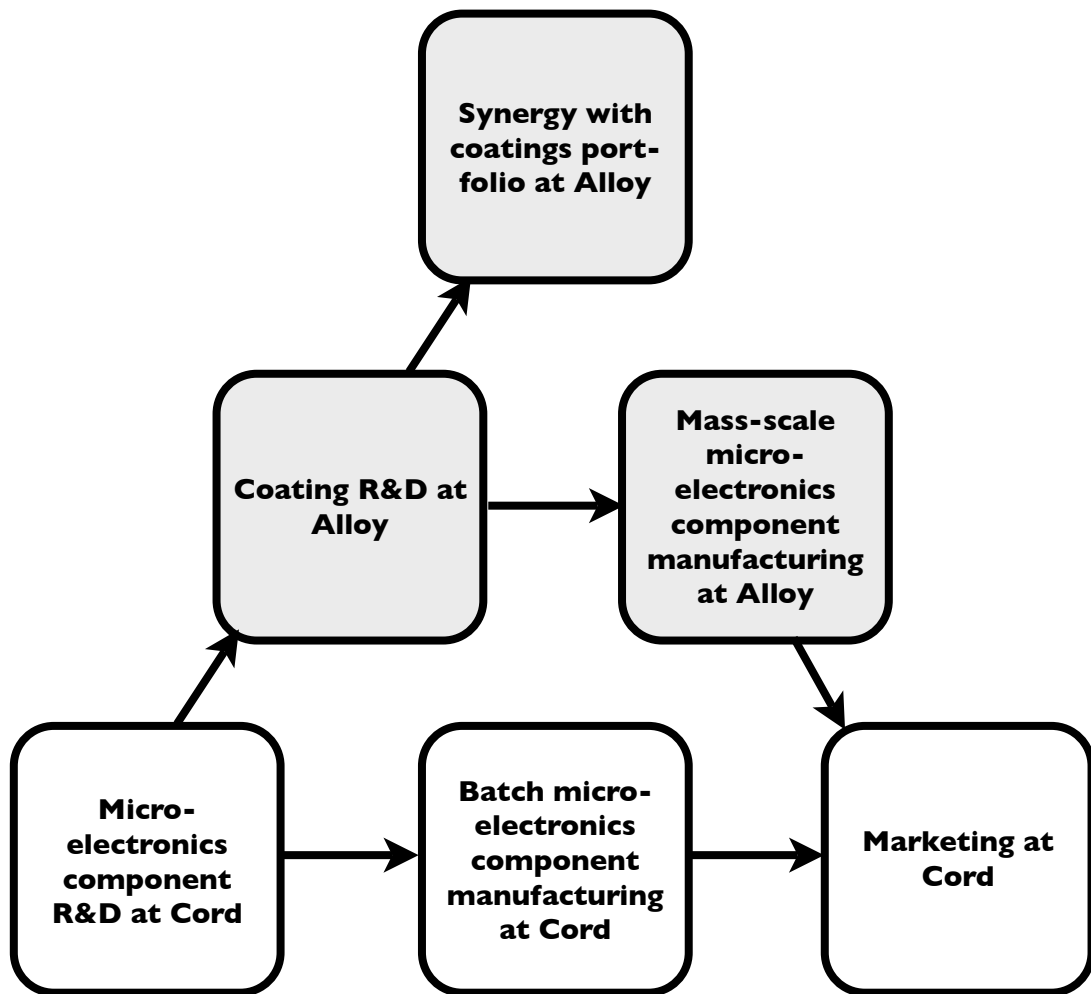 Synergy with
coatings port-
folio at Alloy
Coating R&D at
Alloy
Mass-scale
micro-
electronics
component
manufacturing
at Alloy
Micro-
electronics
component
R&D at Cord
Batch micro-
electronics
component
manufacturing
at Cord
Marketing at
Cord